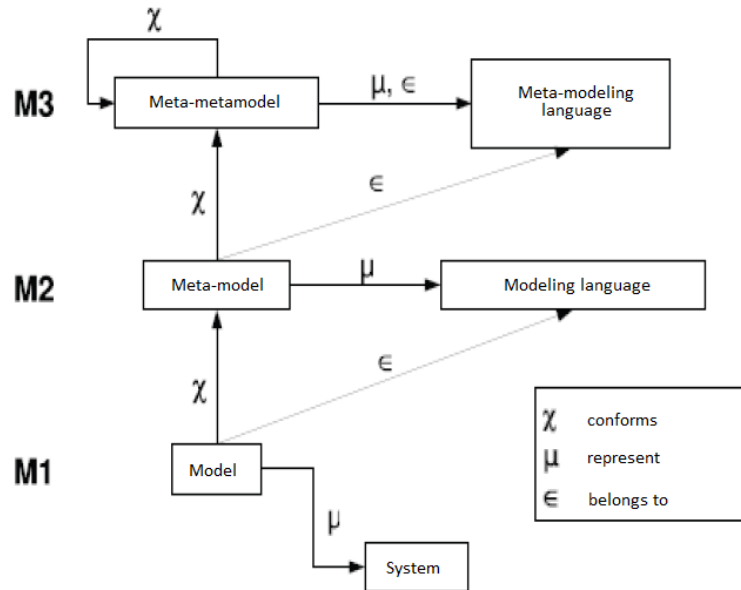 χ
M3
Meta-metamodel
μ, ϵ
Meta-modeling
language
χ
ϵ
M2
Meta-model
μ
Modeling language
χ
ϵ
M1
Model
μ
System
χ conforms
μ represent
ϵ belongs to